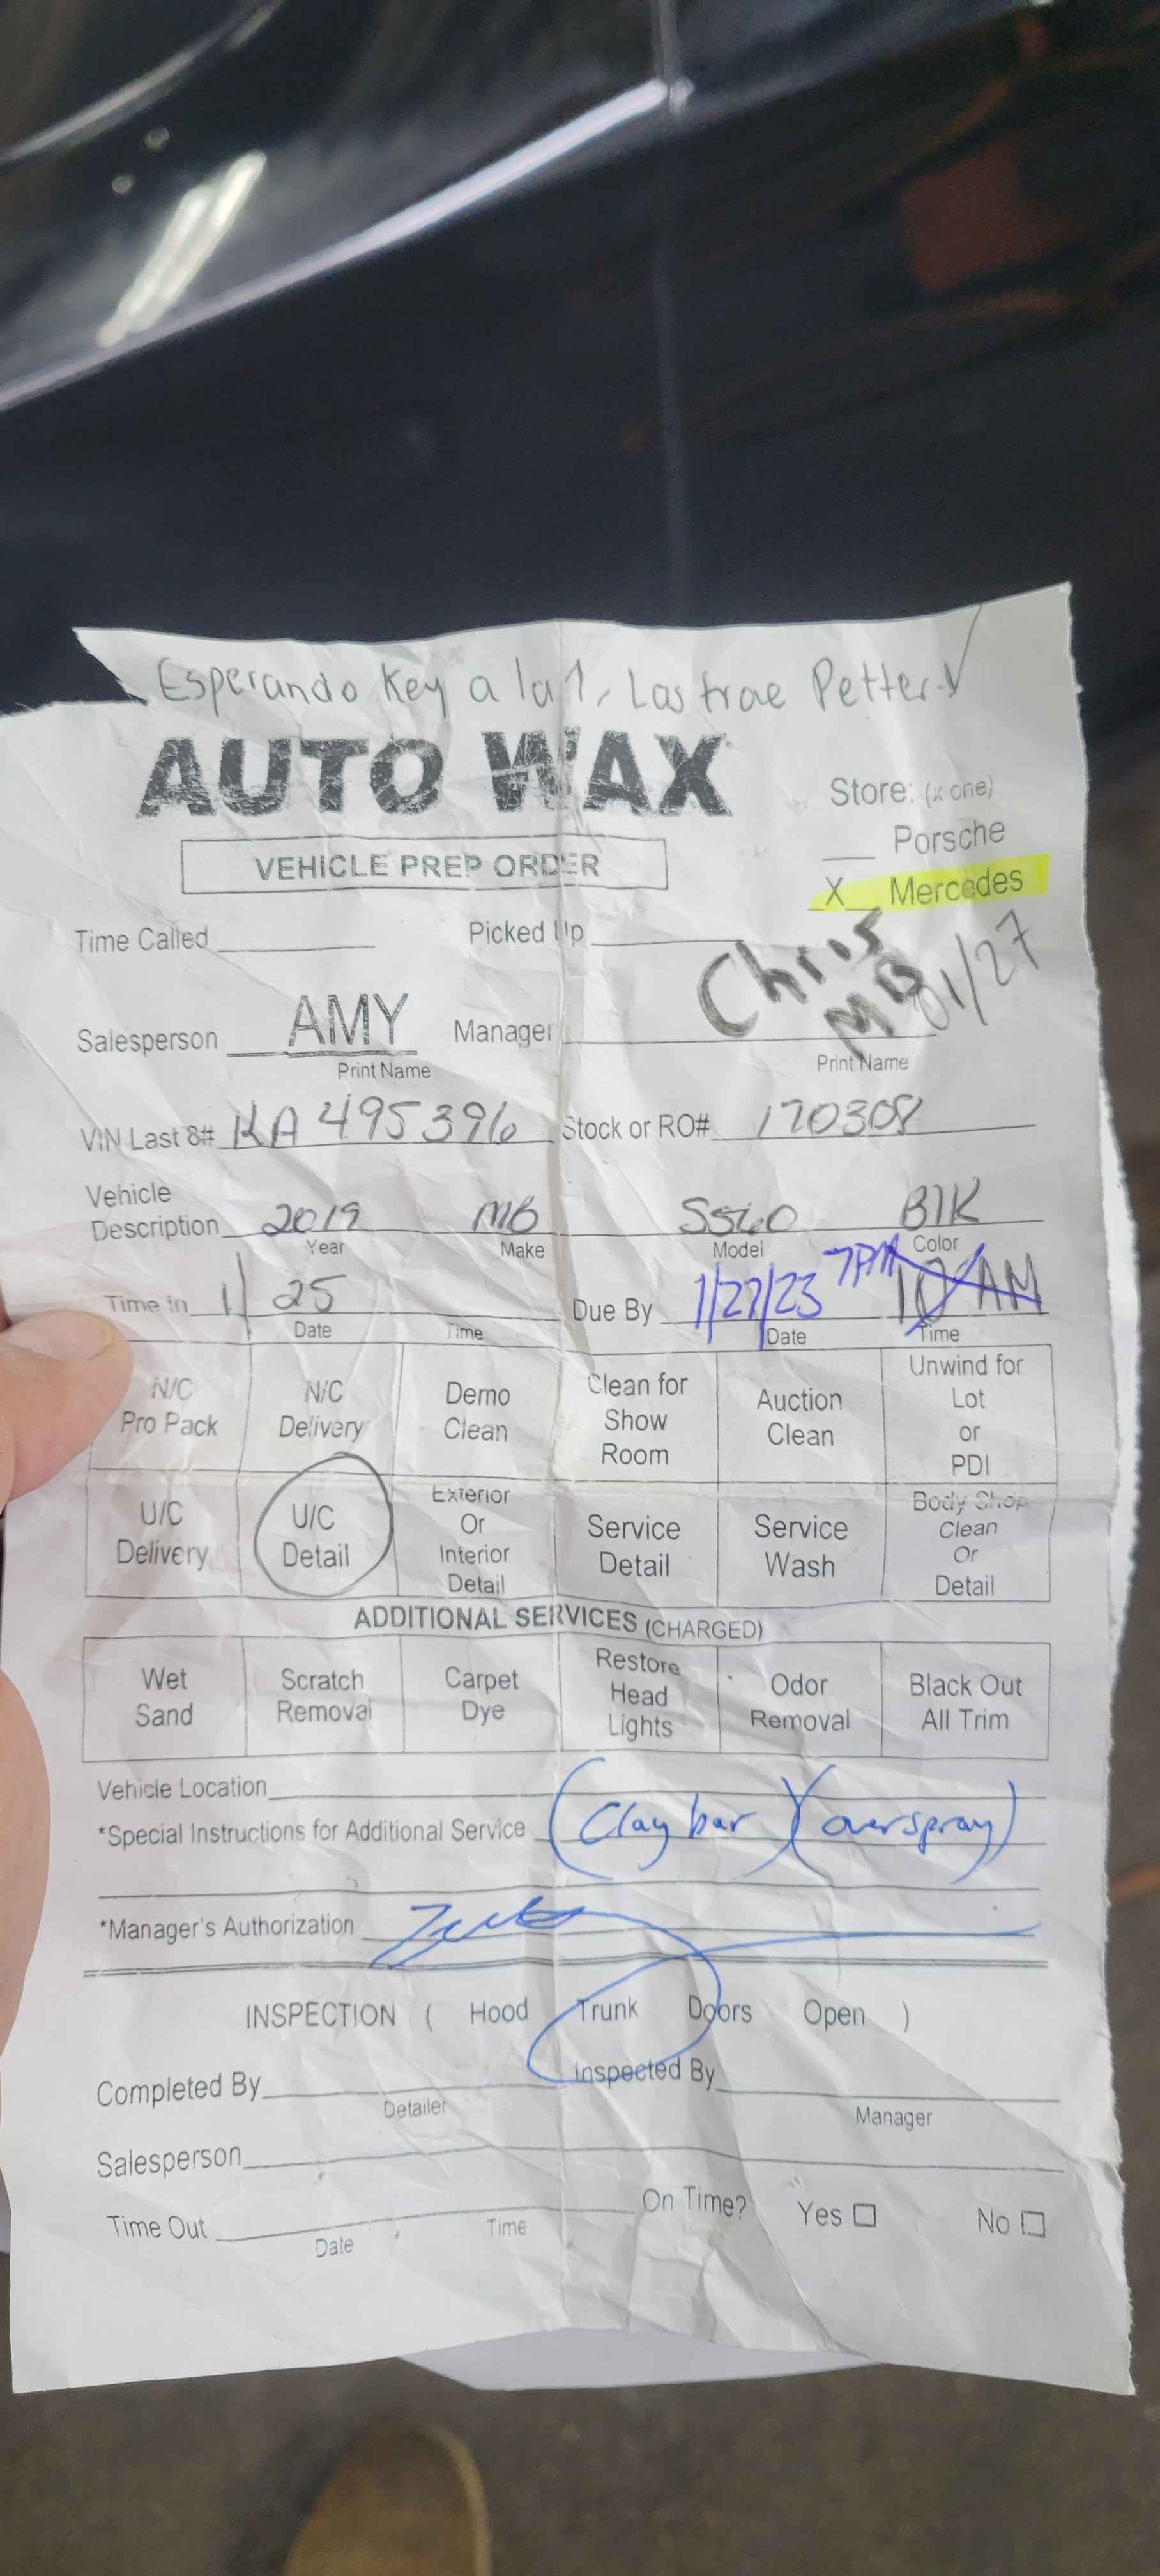 Esperando Key a la 1, Las trae Petter.✓
AUTO WAX
VEHICLE PREP ORDER
Store: (x one)
___ Porsche
_X_ Mercedes
Time Called
Picked Up
Chris
MB
01/27
Salesperson AMY Manager
Print Name Print Name
VIN Last 8# KA495396 Stock or RO# 170308
Vehicle
Description 2019 MB S560 Blk
Year Make Model Color
Time In 1/25 Due By 1/27/23 7PM 10 AM
Date Time Date Time
N/C Pro Pack
N/C Delivery
Demo Clean
Clean for Show Room
Auction Clean
Unwind for Lot or PDI
U/C Delivery
U/C Detail
Exterior Or Interior Detail
Service Detail
Service Wash
Body Shop Clean Or Detail
ADDITIONAL SERVICES (CHARGED)
Wet Sand
Scratch Removal
Carpet Dye
Restore Head Lights
Odor Removal
Black Out All Trim
Vehicle Location
*Special Instructions for Additional Service (Clay bar) (overspray)
*Manager's Authorization
INSPECTION ( Hood Trunk Doors Open )
Completed By Inspected By
Detailer Manager
Salesperson
Time Out On Time? Yes ☐ No ☐
Date Time